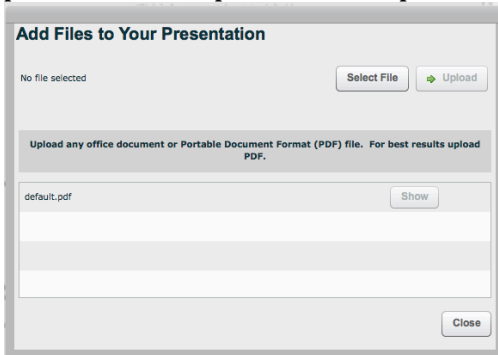 Add Files to Your Presentation
No file selected
Select File
Upload
Upload any office document or Portable Document Format (PDF) file. For best results upload
PDF.
default.pdf
Show
Close